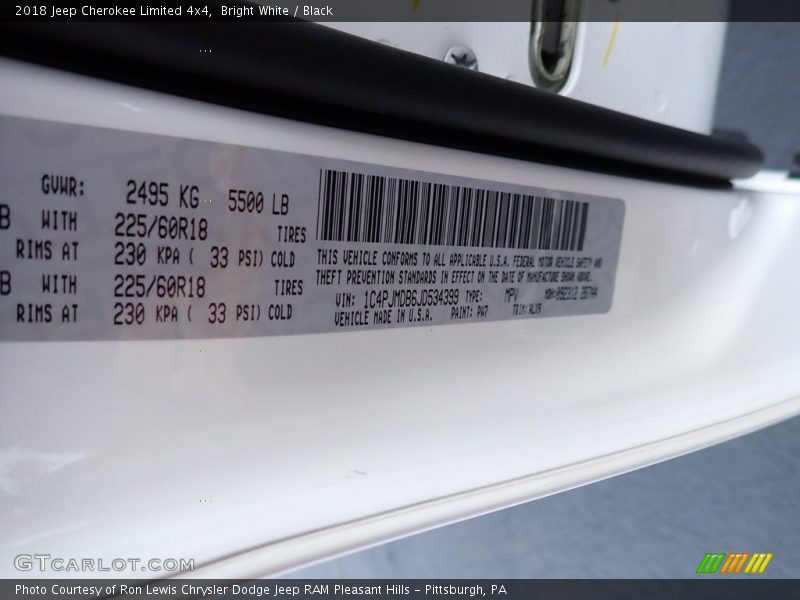 2018 Jeep Cherokee Limited 4x4,  Bright White / Black
GVWR: 2495 KG 5500 LB
B WITH 225/60R18 TIRES
RIMS AT 230 KPA ( 33 PSI) COLD
B WITH 225/60R18 TIRES
RIMS AT 230 KPA ( 33 PSI) COLD
THIS VEHICLE CONFORMS TO ALL APPLICABLE U.S.A. FEDERAL MOTOR VEHICLE SAFETY AND
THEFT PREVENTION STANDARDS IN EFFECT ON THE DATE OF MANUFACTURE SHOWN ABOVE.
VIN: 1C4PJMDB6JD534399 TYPE: MPV MDH:
VEHICLE MADE IN U.S.A. PAINT: PW7 TRIM:
GTCARLOT.COM
Photo Courtesy of Ron Lewis Chrysler Dodge Jeep RAM Pleasant Hills - Pittsburgh, PA